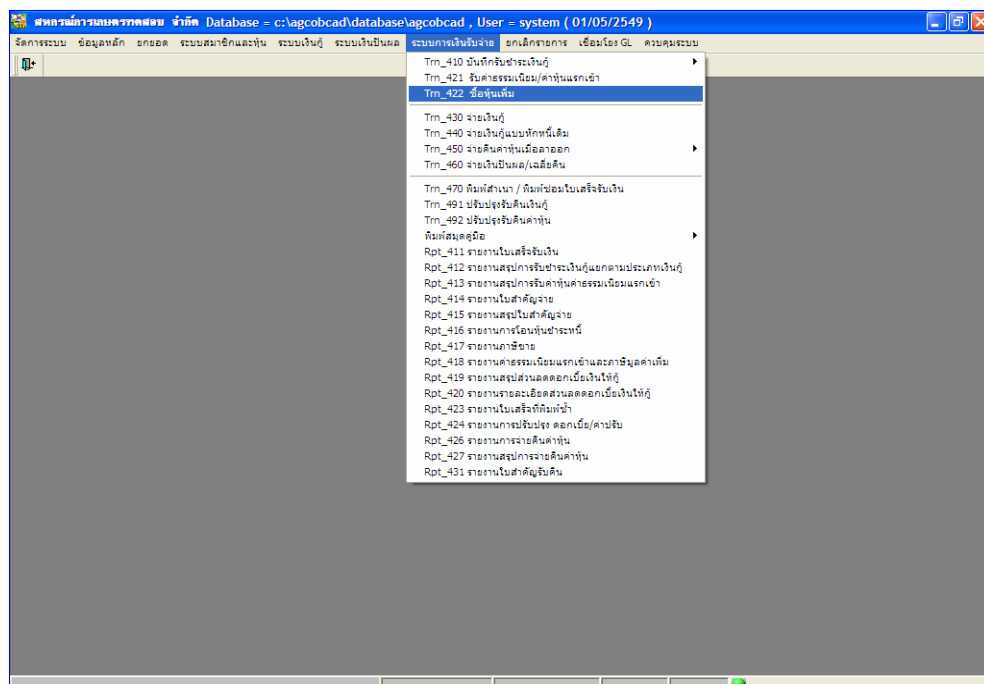 สหกรณ์การเกษตรทดสอบ จำกัด Database = c:\agcobcad\database\agcobcad , User = system ( 01/05/2549 )
จัดการระบบ ข้อมูลหลัก ยกยอด ระบบสมาชิกและหุ้น ระบบเงินกู้ ระบบเงินปันผล ระบบการเงินรับจ่าย ยกเลิกรายการ เชื่อมโยง GL ควบคุมระบบ
Trn_410 บันทึกรับชำระเงินกู้
Trn_421 รับค่าธรรมเนียม/ค่าหุ้นแรกเข้า
Trn_422 ซื้อหุ้นเพิ่ม
Trn_430 จ่ายเงินกู้
Trn_440 จ่ายเงินกู้แบบหักหนี้เดิม
Trn_450 จ่ายคืนค่าหุ้นเมื่อลาออก
Trn_460 จ่ายเงินปันผล/เฉลี่ยคืน
Trn_470 พิมพ์สำเนา / พิมพ์ซ่อมใบเสร็จรับเงิน
Trn_491 ปรับปรุงรับคืนเงินกู้
Trn_492 ปรับปรุงรับคืนค่าหุ้น
พิมพ์สมุดคู่มือ
Rpt_411 รายงานใบเสร็จรับเงิน
Rpt_412 รายงานสรุปการรับชำระเงินกู้แยกตามประเภทเงินกู้
Rpt_413 รายงานสรุปการรับค่าหุ้นค่าธรรมเนียมแรกเข้า
Rpt_414 รายงานใบสำคัญจ่าย
Rpt_415 รายงานสรุปใบสำคัญจ่าย
Rpt_416 รายงานการโอนหุ้นชำระหนี้
Rpt_417 รายงานภาษีขาย
Rpt_418 รายงานค่าธรรมเนียมแรกเข้าและภาษีมูลค่าเพิ่ม
Rpt_419 รายงานสรุปส่วนลดดอกเบี้ยเงินให้กู้
Rpt_420 รายงานรายละเอียดส่วนลดดอกเบี้ยเงินให้กู้
Rpt_423 รายงานใบเสร็จที่พิมพ์ซ้ำ
Rpt_424 รายงานการปรับปรุง ดอกเบี้ย/ค่าปรับ
Rpt_426 รายงานการจ่ายคืนค่าหุ้น
Rpt_427 รายงานสรุปการจ่ายคืนค่าหุ้น
Rpt_431 รายงานใบสำคัญรับคืน